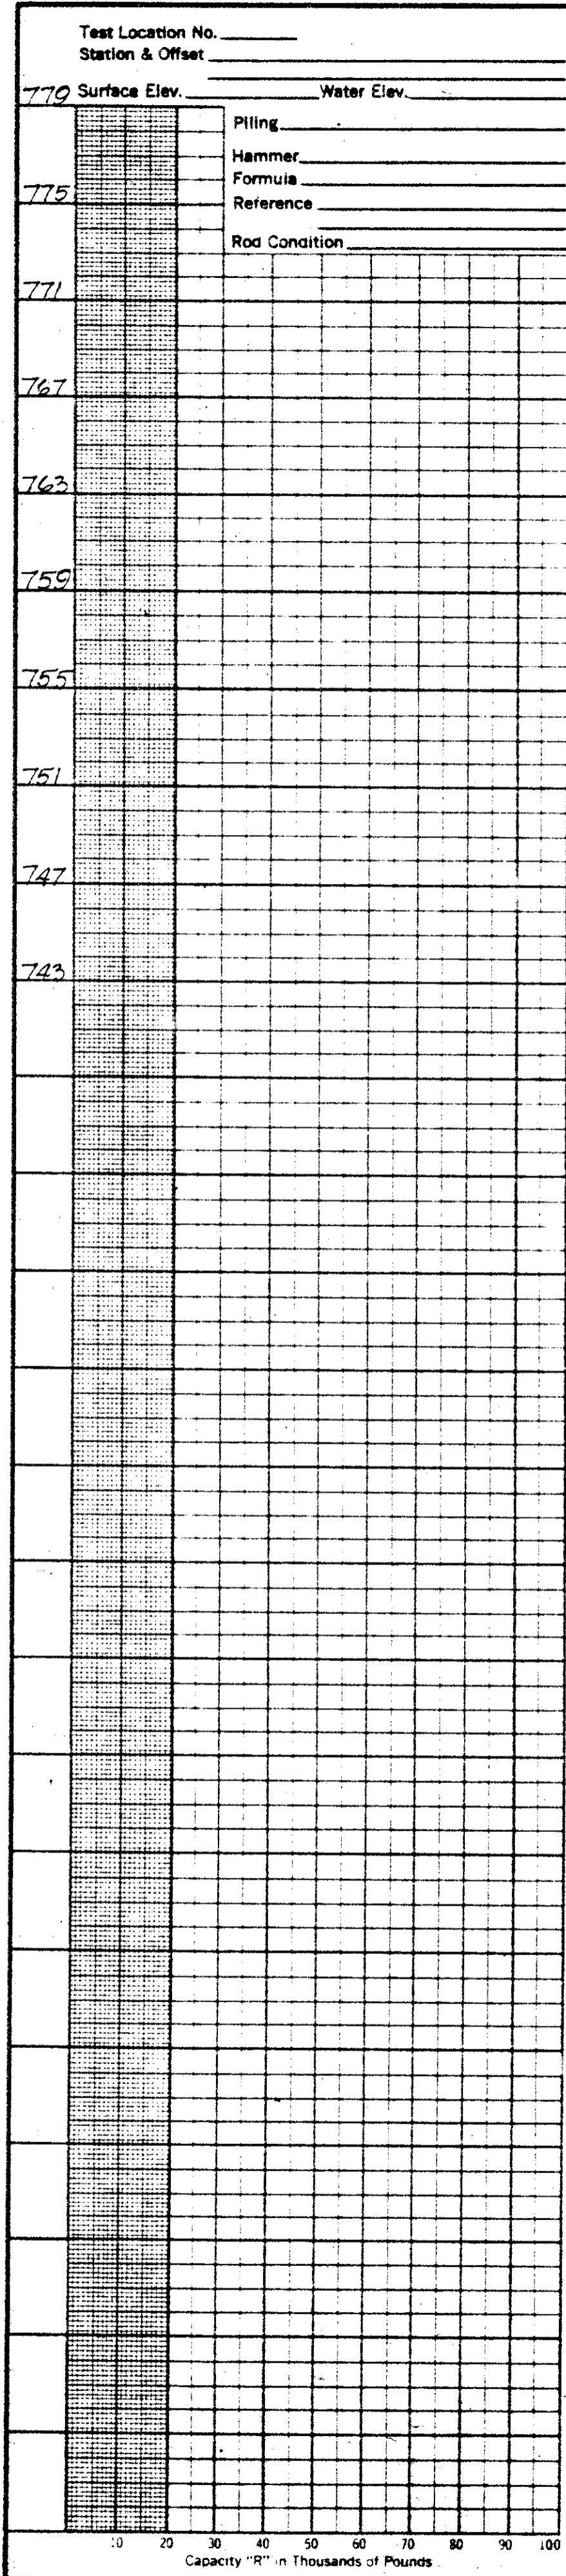 Test Location No.
Station & Offset
779 Surface Elev. Water Elev.
Piling
Hammer
Formula
775
Reference
Rod Condition
771
767
763
759
755
751
747
743
10 20 30 40 50 60 70 80 90 100
Capacity "R" in Thousands of Pounds